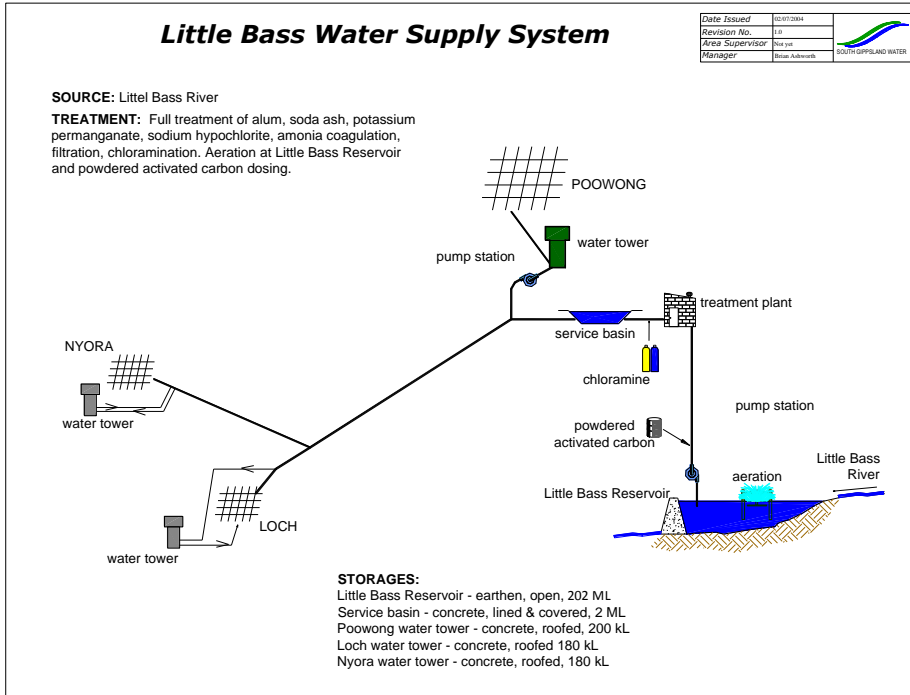 Little Bass Water Supply System
Date Issued 02/07/2004
Revision No. 1.0
Area Supervisor Not yet
Manager Brian Ashworth
SOUTH GIPPSLAND WATER
SOURCE: Littel Bass River
TREATMENT: Full treatment of alum, soda ash, potassium
permanganate, sodium hypochlorite, amonia coagulation,
filtration, chloramination. Aeration at Little Bass Reservoir
and powdered activated carbon dosing.
POOWONG
water tower
pump station
treatment plant
service basin
chloramine
NYORA
water tower
pump station
powdered
activated carbon
Little Bass
River
aeration
Little Bass Reservoir
LOCH
water tower
STORAGES:
Little Bass Reservoir - earthen, open, 202 ML
Service basin - concrete, lined & covered, 2 ML
Poowong water tower - concrete, roofed, 200 kL
Loch water tower - concrete, roofed 180 kL
Nyora water tower - concrete, roofed, 180 kL